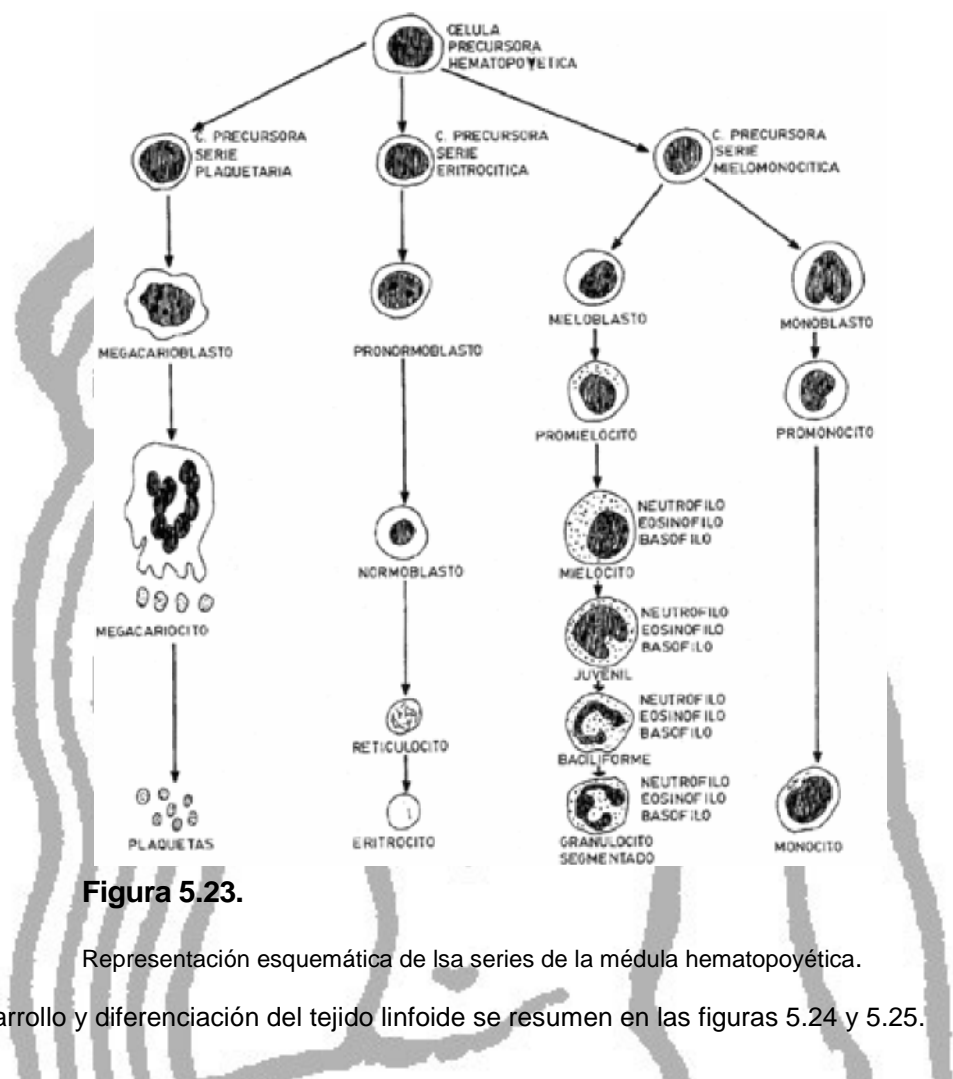 CELULA
PRECURSORA
HEMATOPOYETICA
C. PRECURSORA
SERIE
PLAQUETARIA
C. PRECURSORA
SERIE
ERITROCITICA
C. PRECURSORA
SERIE
MIELOMONOCITICA
MEGACARIOBLASTO
PRONORMOBLASTO
MIELOBLASTO
MONOBLASTO
PROMIELOCITO
PROMONOCITO
NEUTROFILO
EOSINOFILO
BASOFILO
MIELOCITO
NORMOBLASTO
MEGACARIOCITO
NEUTROFILO
EOSINOFILO
BASOFILO
JUVENIL
NEUTROFILO
EOSINOFILO
BASOFILO
RETICULOCITO
BACILIFORME
NEUTROFILO
EOSINOFILO
BASOFILO
PLAQUETAS
ERITROCITO
GRANULOCITO
SEGMENTADO
MONOCITO
Figura 5.23.
Representación esquemática de lsa series de la médula hematopoyética.
arrollo y diferenciación del tejido linfoide se resumen en las figuras 5.24 y 5.25.